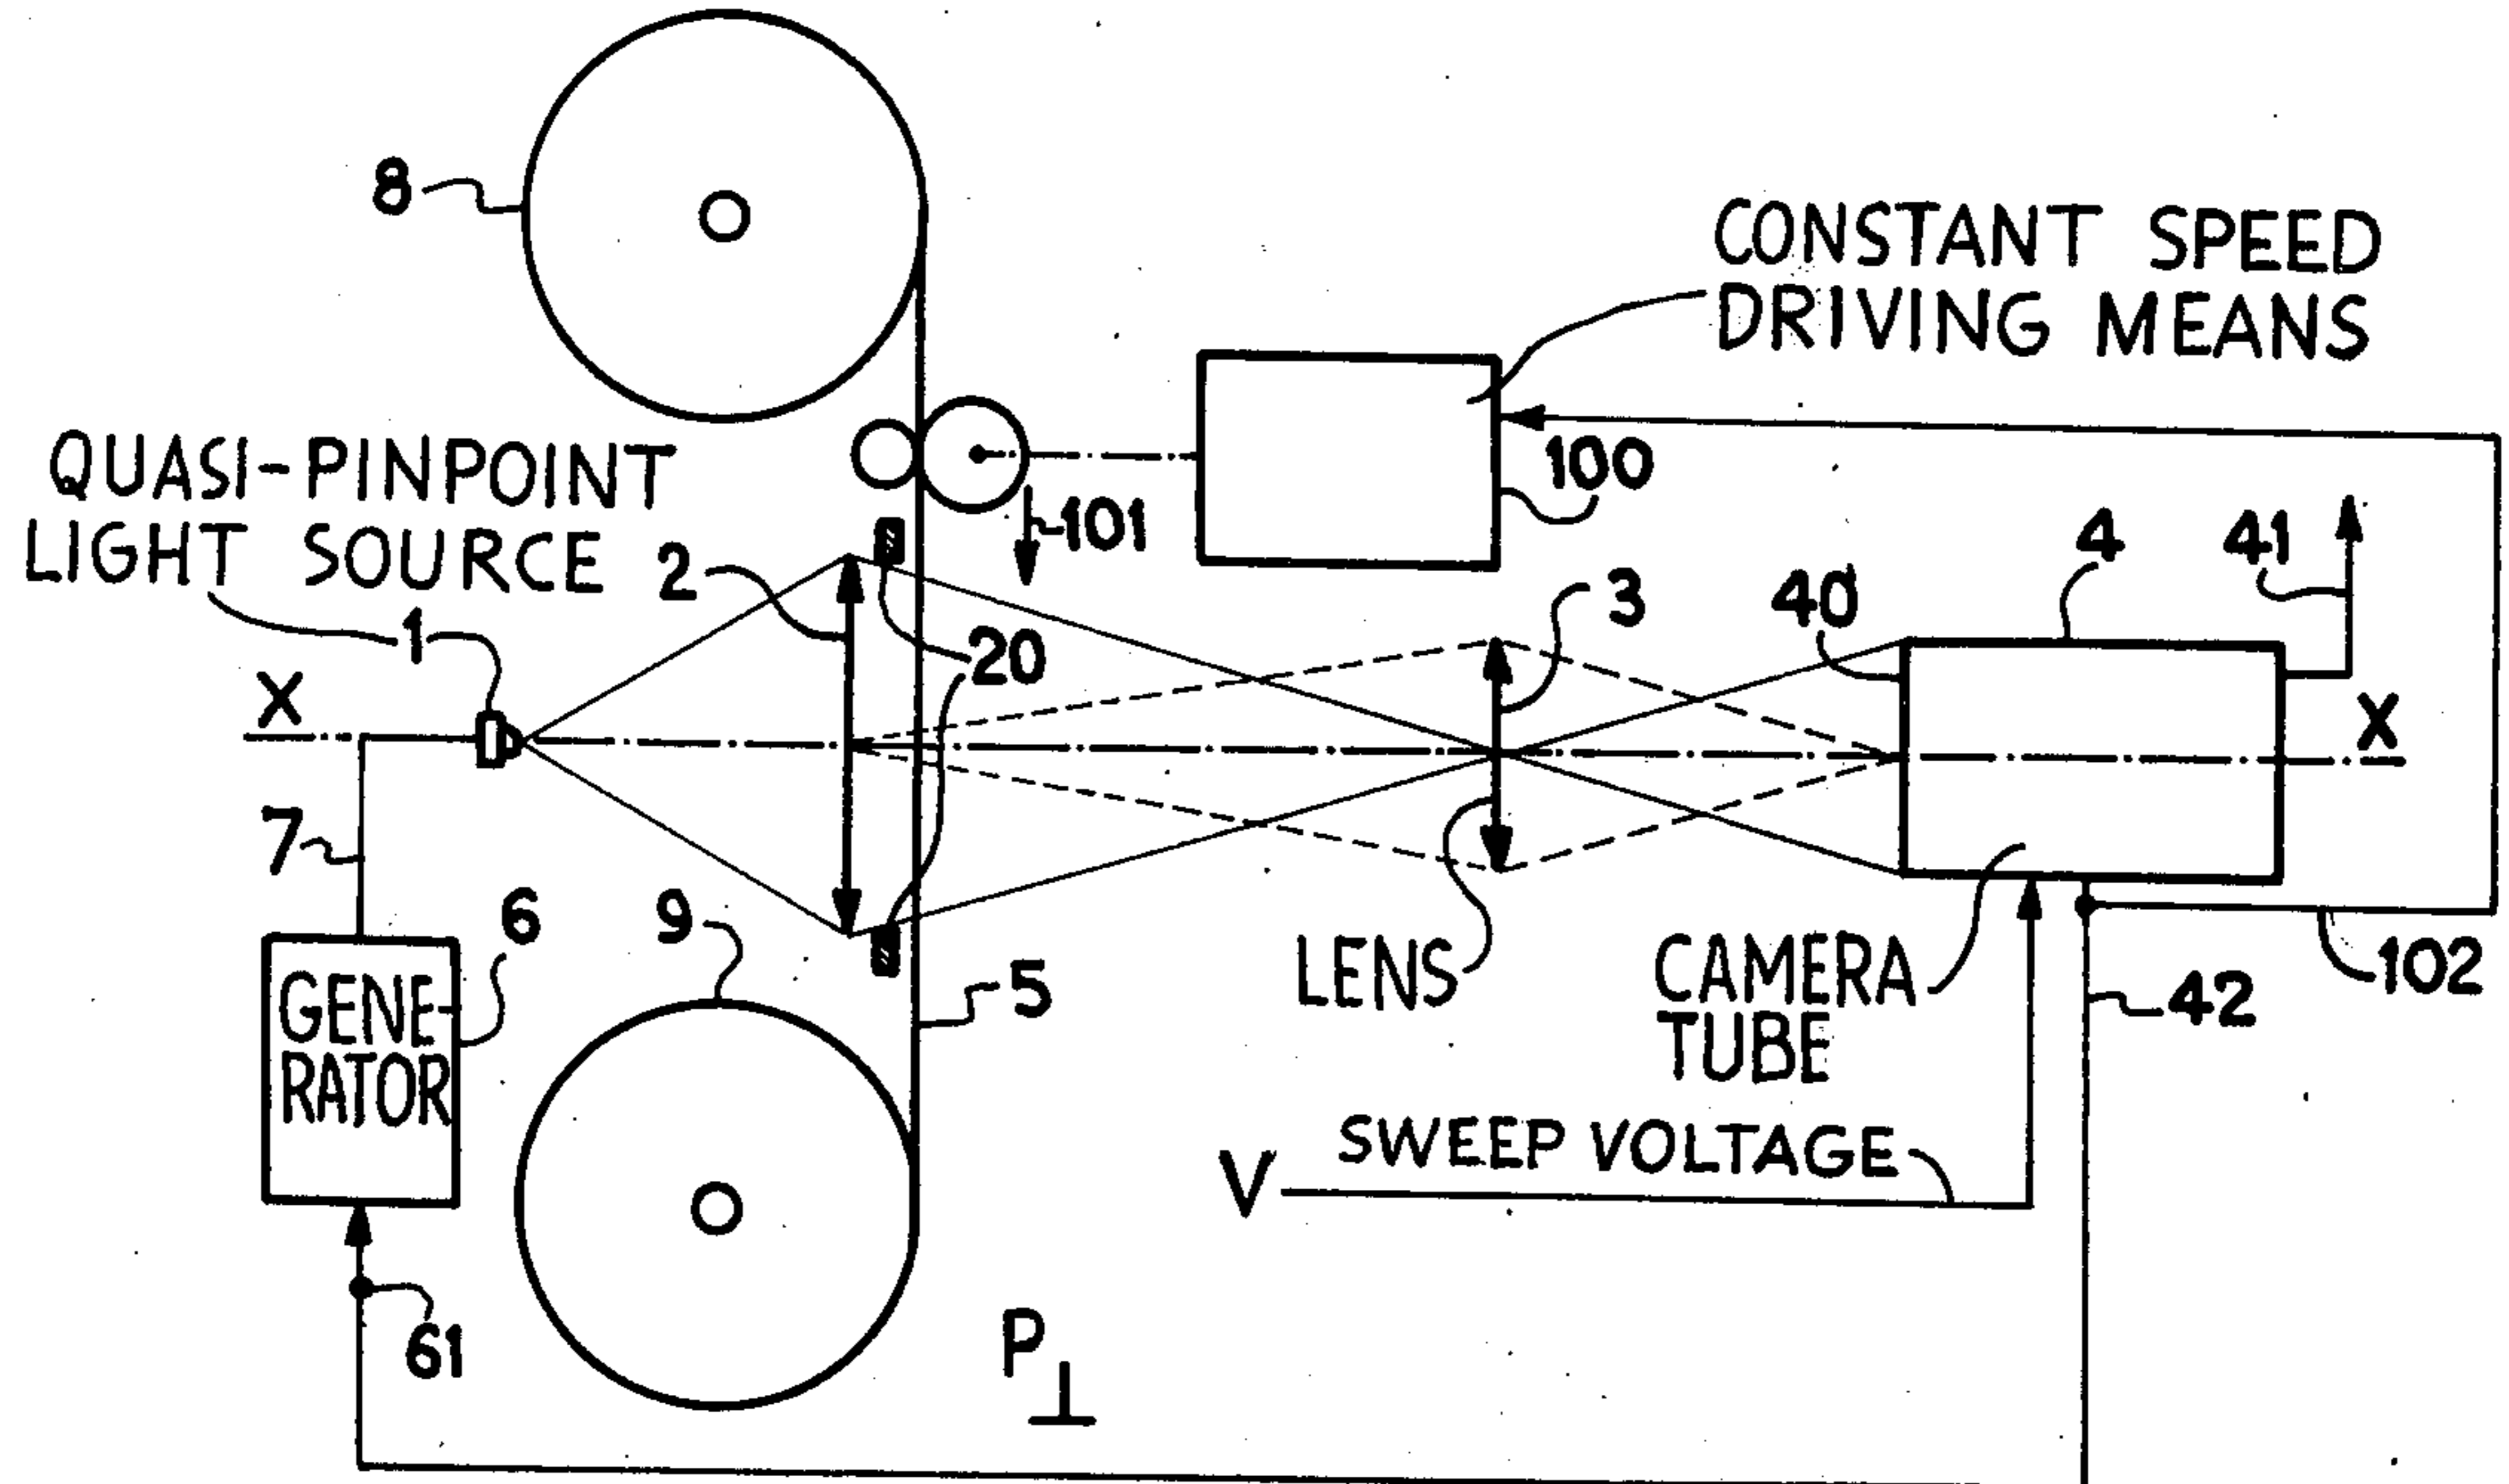 8
CONSTANT SPEED
DRIVING MEANS
QUASI-PINPOINT
LIGHT SOURCE
100
101
2
1
20
3
40
4
41
X
X
7
6
9
5
GENE-
RATOR
LENS
CAMERA
TUBE
102
42
V
SWEEP VOLTAGE
61
P